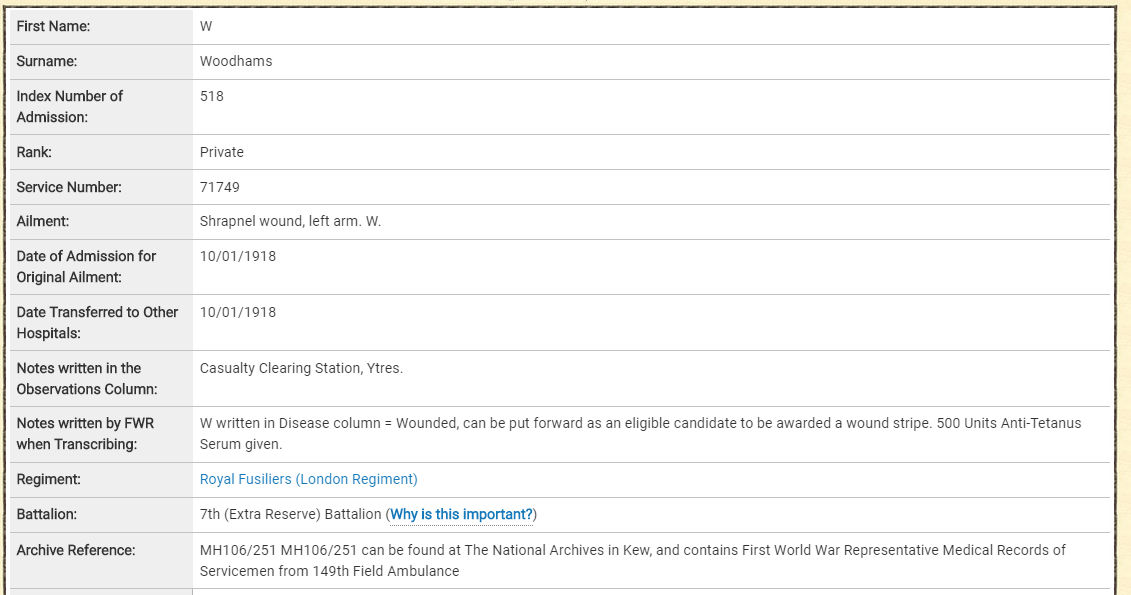 First Name: W
Surname: Woodhams
Index Number of 518
Admission:
Rank: Private
Service Number: 71749
Ailment: Shrapnel wound, left arm. W.
Date of Admission for 10/01/1918
Original Ailment:
Date Transferred to Other 10/01/1918
Hospitals:
Notes written in the Casualty Clearing Station, Ytres.
Observations Column:
Notes written by FWR W written in Disease column = Wounded, can be put forward as an eligible candidate to be awarded a wound stripe. 500 Units Anti-Tetanus
when Transcribing: Serum given.
Regiment: Royal Fusiliers (London Regiment)
Battalion: 7th (Extra Reserve) Battalion (Why is this important?)
Archive Reference: MH106/251 MH106/251 can be found at The National Archives in Kew, and contains First World War Representative Medical Records of
Servicemen from 149th Field Ambulance